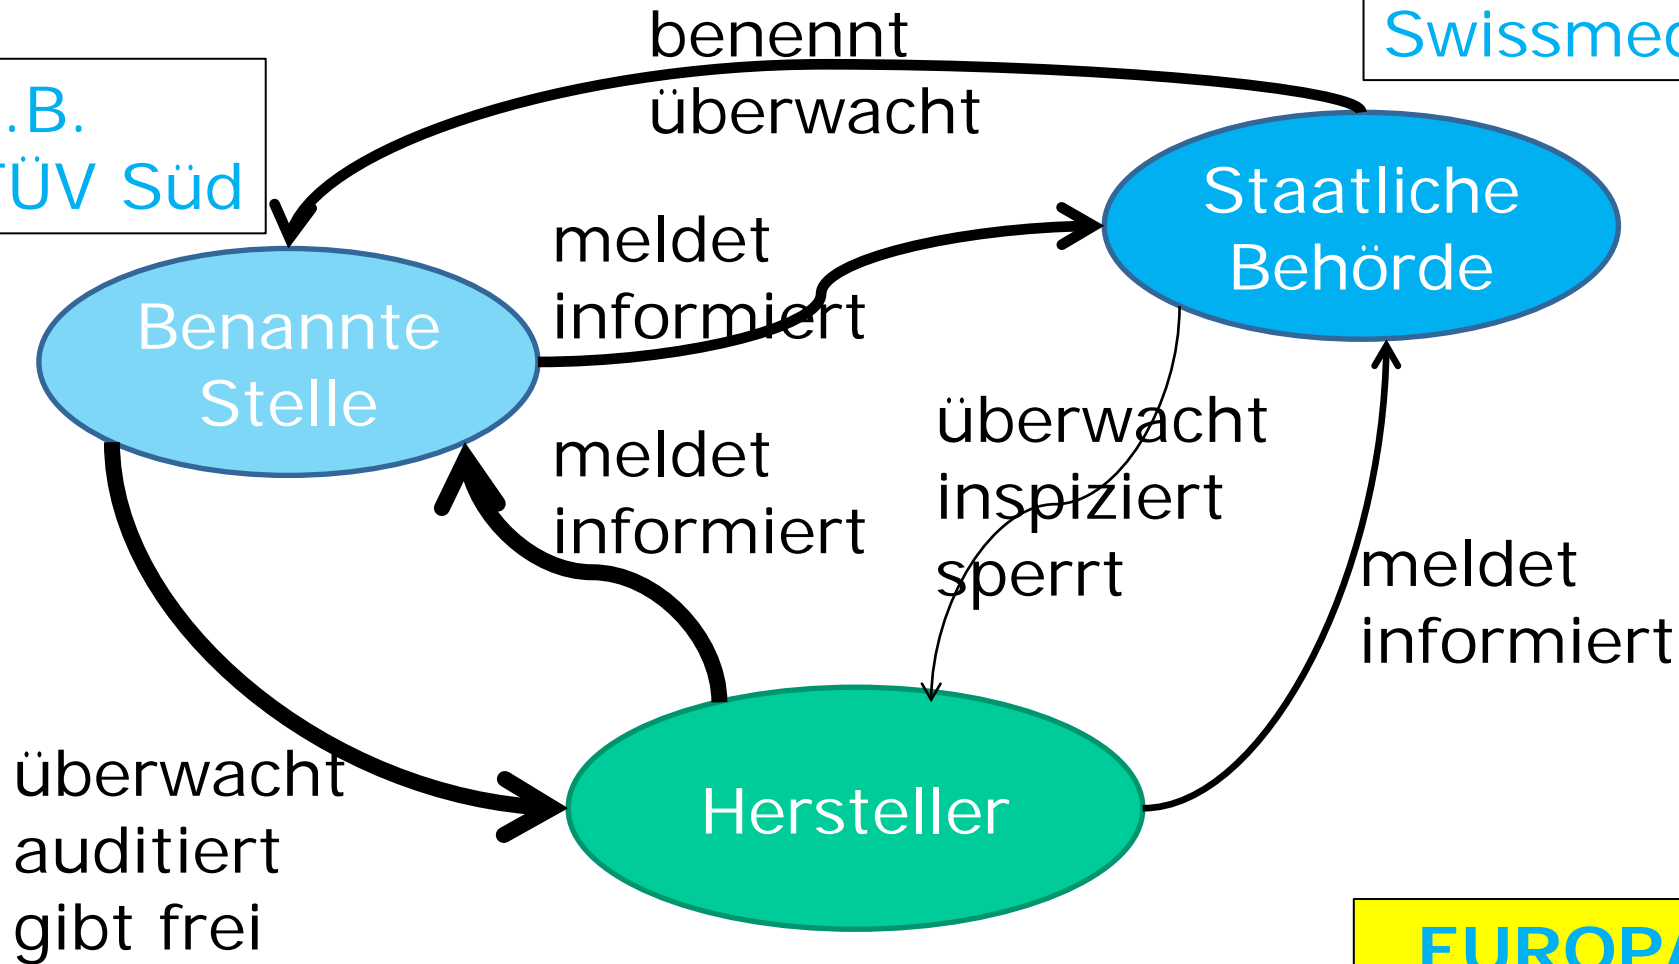 benennt
überwacht
Swissmed
.B.
TÜV Süd
Staatliche
Behörde
meldet
informiert
Benannte
Stelle
überwacht
inspiziert
sperrt
meldet
informiert
meldet
informiert
überwacht
auditiert
gibt frei
Hersteller
EUROPA